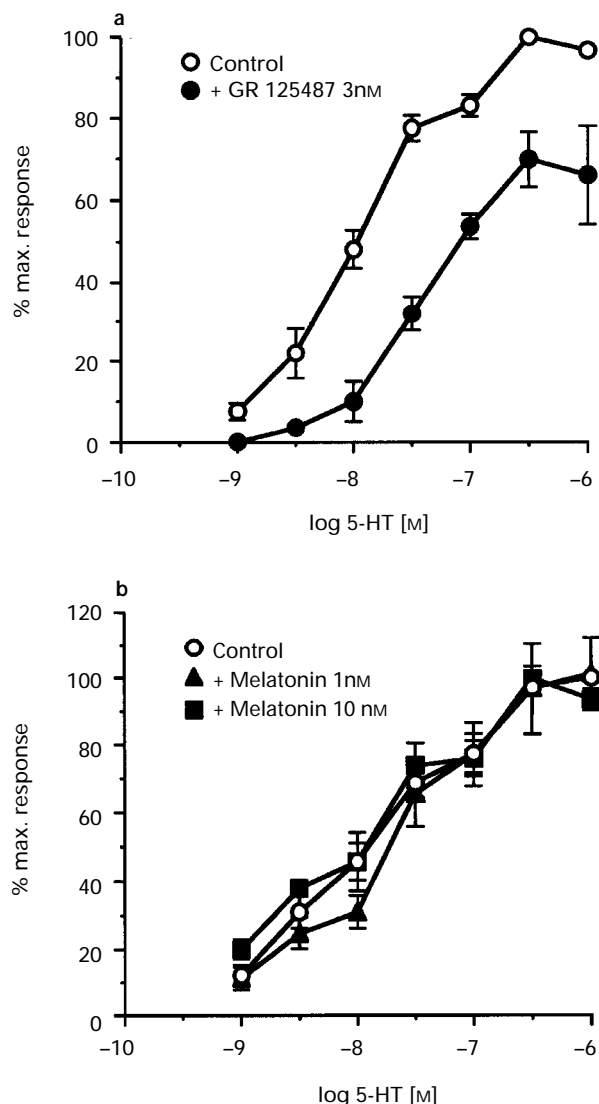 a
100
80
60
40
20
0
% max. response
Control
+ GR 125487 3nM
–10
–9
–8
–7
–6
log 5-HT [M]
b
120
100
80
60
40
20
0
% max. response
Control
+ Melatonin 1nM
+ Melatonin 10 nM
–10
–9
–8
–7
–6
log 5-HT [M]